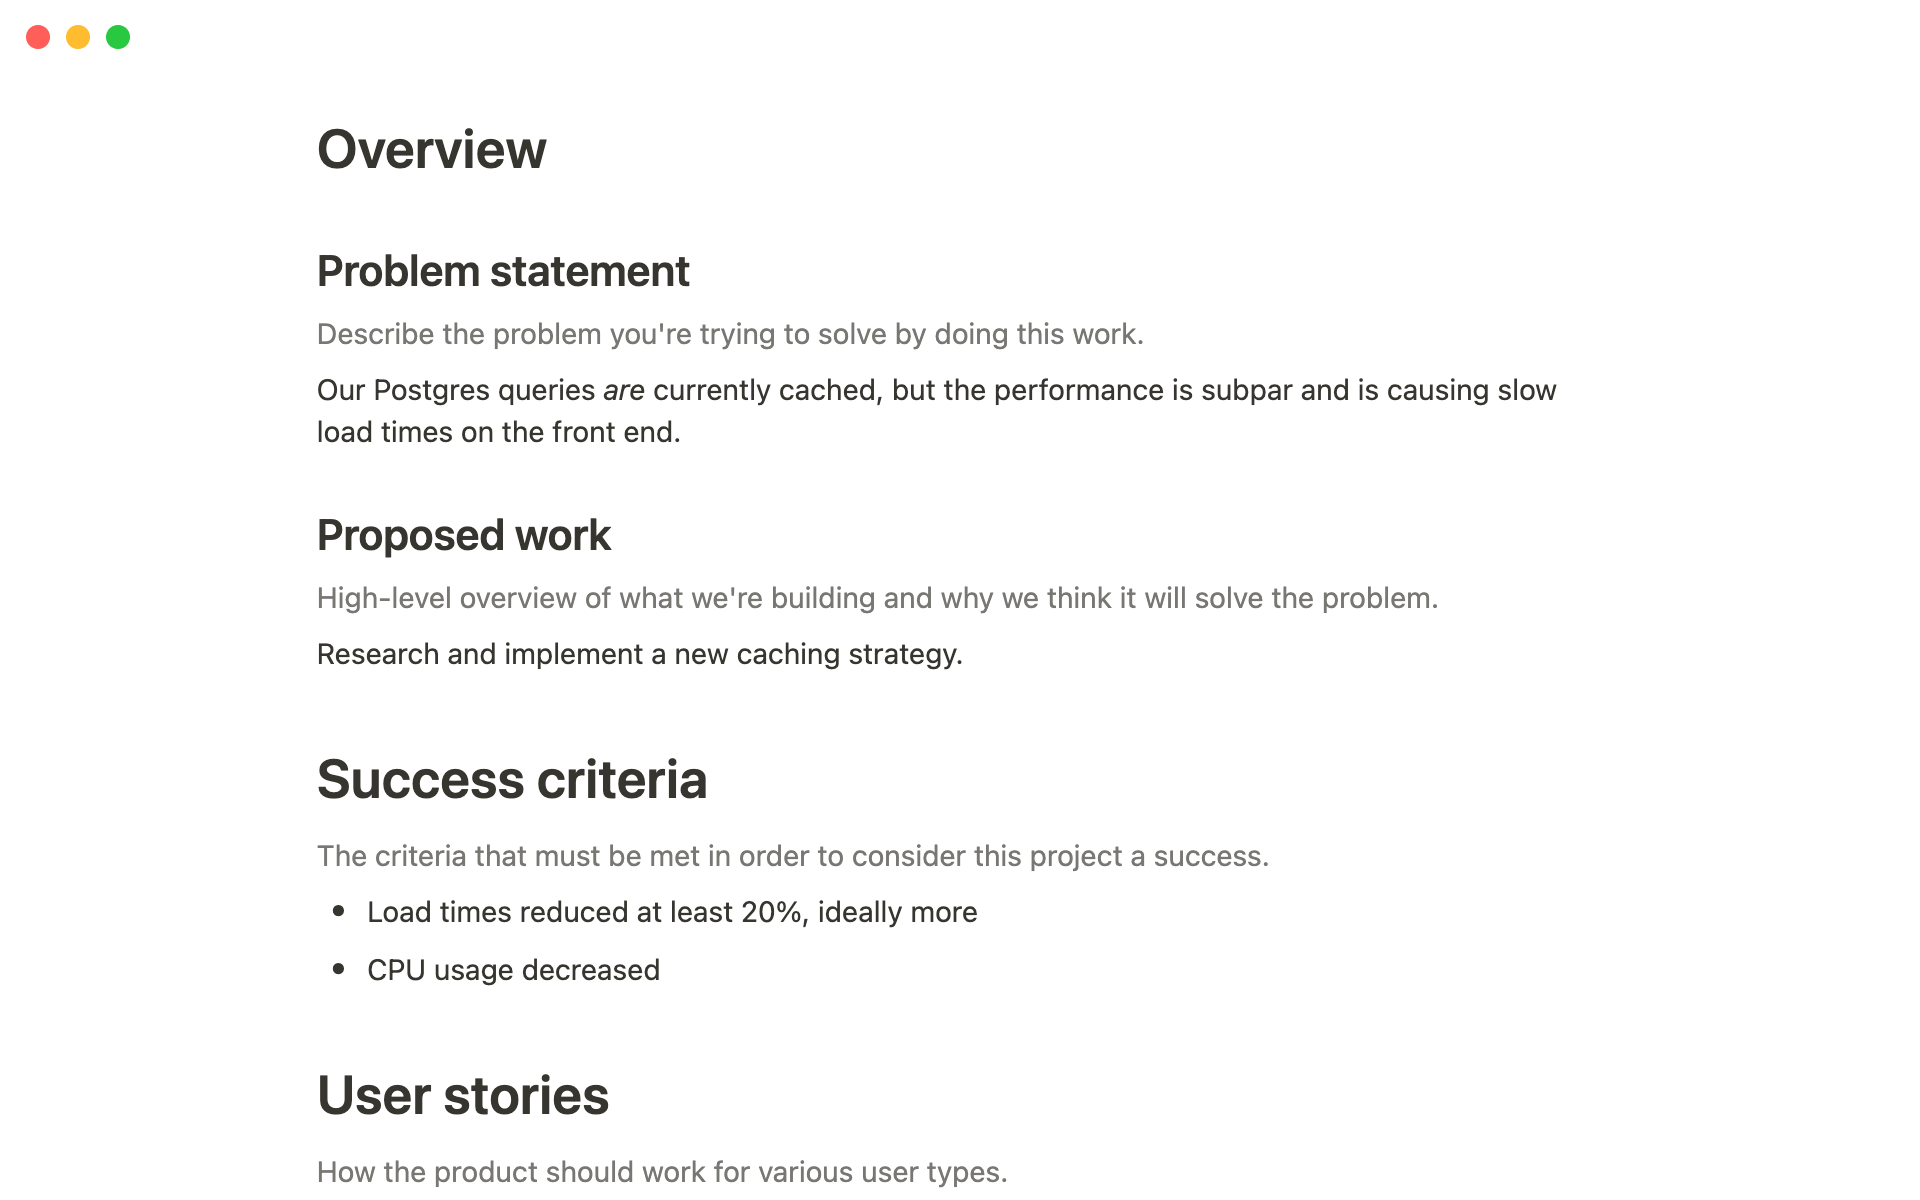 Overview
Problem statement
Describe the problem you're trying to solve by doing this work.
Our Postgres queries are currently cached, but the performance is subpar and is causing slow
load times on the front end.
Proposed work
High-level overview of what we're building and why we think it will solve the problem.
Research and implement a new caching strategy.
Success criteria
The criteria that must be met in order to consider this project a success.
• Load times reduced at least 20%, ideally more
• CPU usage decreased
User stories
How the product should work for various user types.